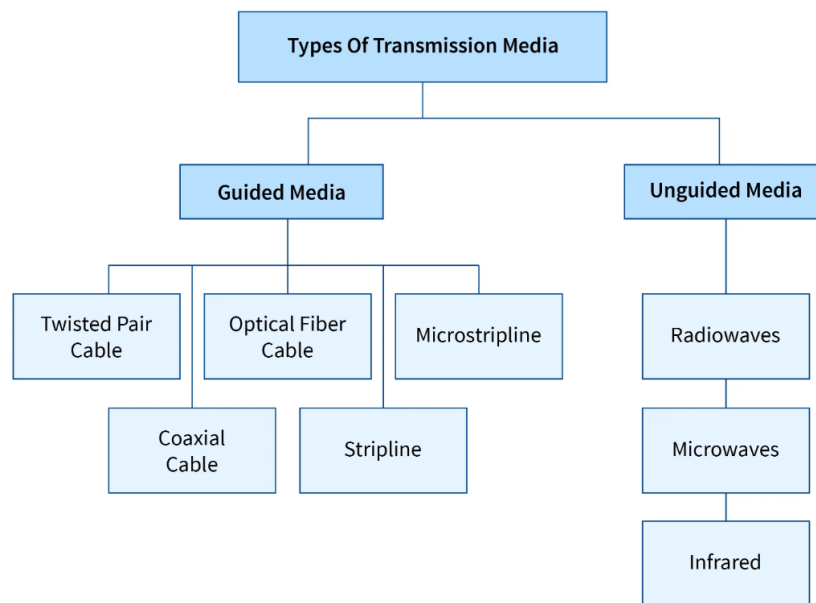 Types Of Transmission Media
Guided Media
Unguided Media
Twisted Pair
Cable
Optical Fiber
Cable
Microstripline
Radiowaves
Coaxial
Cable
Stripline
Microwaves
Infrared